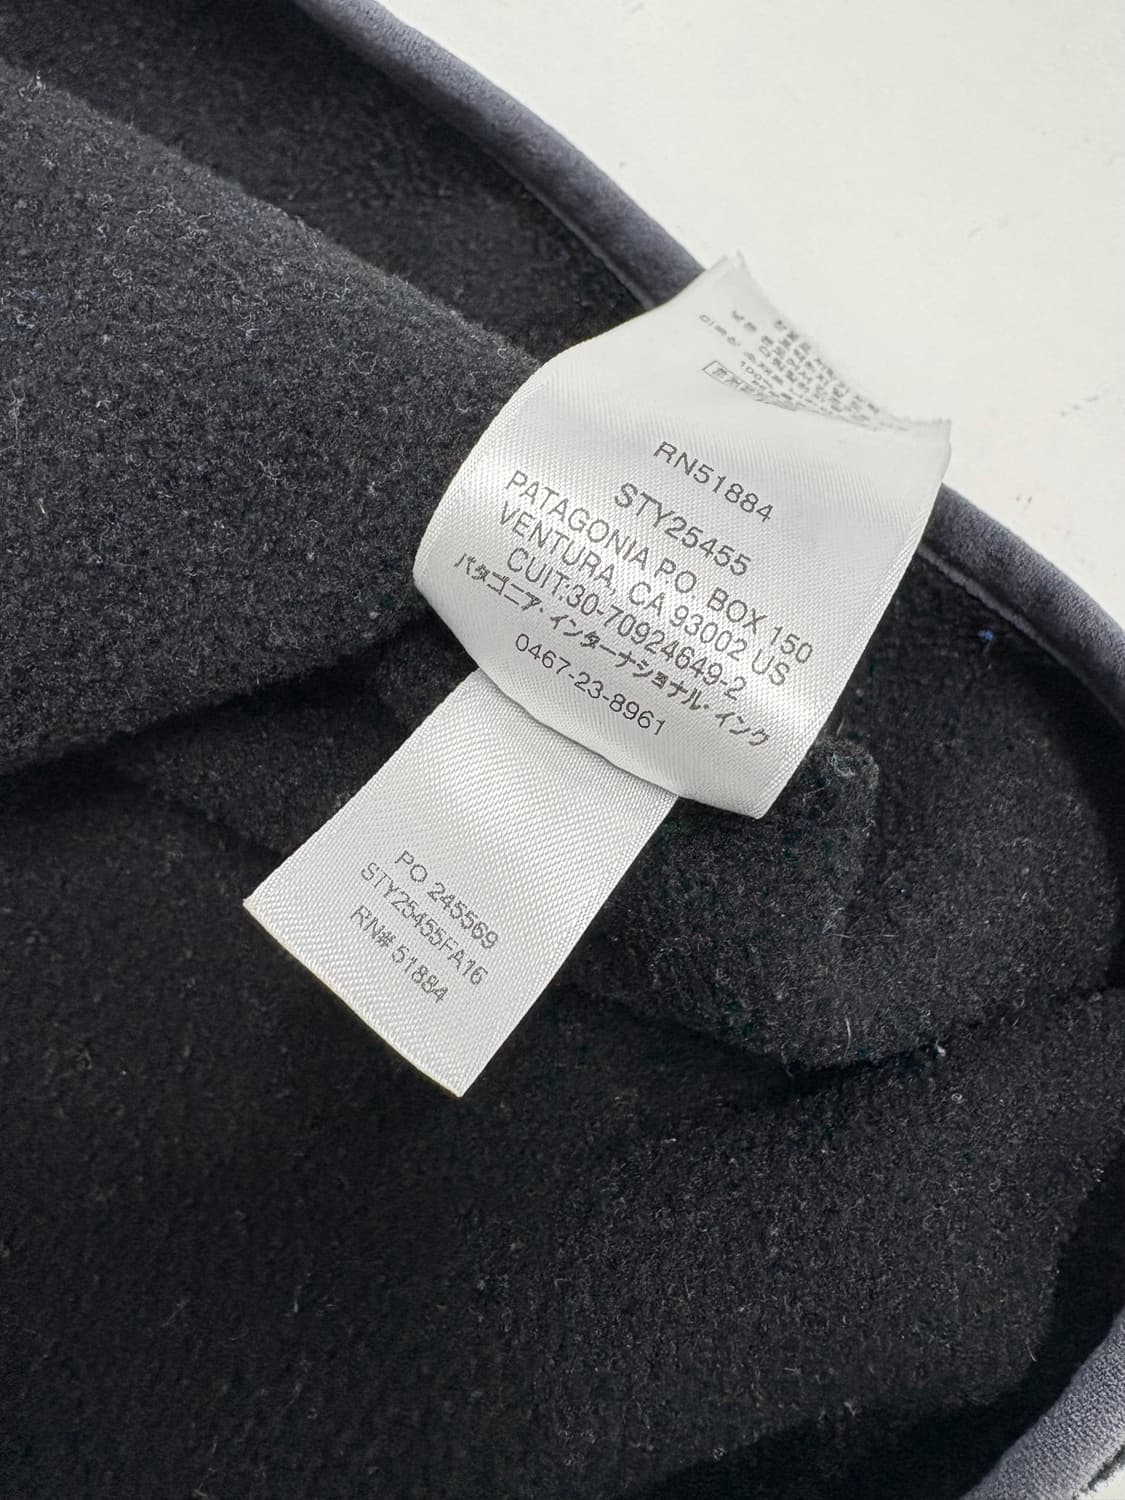 RN51884
STY25455
PATAGONIA PO. BOX 150
VENTURA, CA 93002 US
CUIT:30-70924649-2
パタゴニア・インターナショナル・インク
0467-23-8961
PO 245569
STY25455FA16
RN# 51884